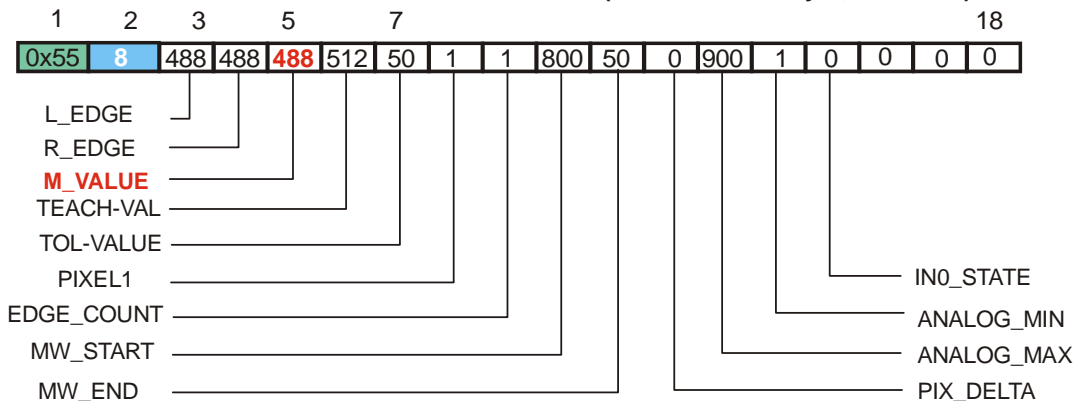 1 2 3 5 7 18
0x55 8 488 488 488 512 50 1 1 800 50 0 900 1 0 0 0 0
L_EDGE
R_EDGE
M_VALUE
TEACH-VAL
TOL-VALUE
PIXEL1 IN0_STATE
EDGE_COUNT ANALOG_MIN
MW_START ANALOG_MAX
MW_END PIX_DELTA